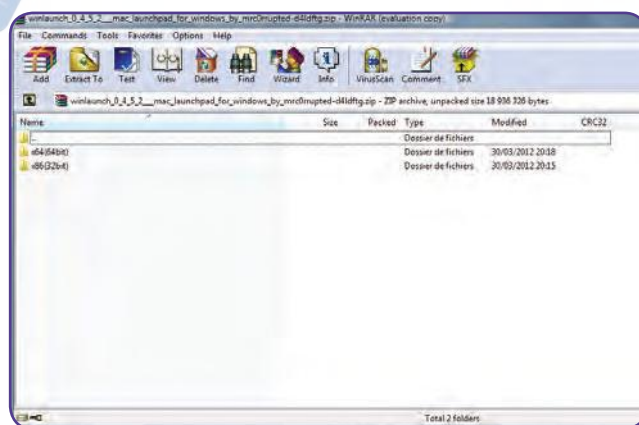 winlaunch_0_4_5_2__mac_launchpad_for_windows_by_mrc0rrupted-d4ldftg.zip - WinRAR (evaluation copy)
File Commands Tools Favorites Options Help
Add Extract To Test View Delete Find Wizard Info VirusScan Comment SFX
winlaunch_0_4_5_2__mac_launchpad_for_windows_by_mrc0rrupted-d4ldftg.zip - ZIP archive, unpacked size 18 936 326 bytes
Name Size Packed Type Modified CRC32
.. Dossier de fichiers
x64(64bit) Dossier de fichiers 30/03/2012 20:18
x86(32bit) Dossier de fichiers 30/03/2012 20:15
Total 2 folders